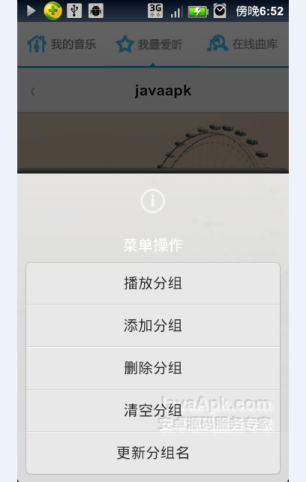 3G 傍晚6:52
我的音乐 我最爱听 在线曲库
javaapk
菜单操作
播放分组
添加分组
删除分组
JavaApk.com
清空分组
安卓源码服务专家
更新分组名